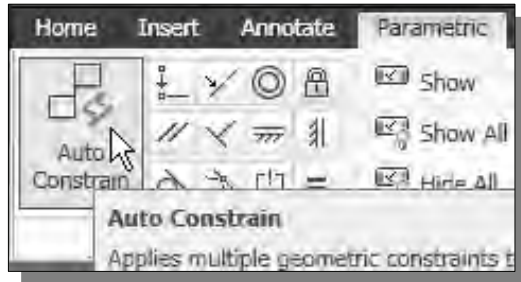 Home Insert Annotate Parametric
Show
Show All
Auto
Constrain
Hide All
Auto Constrain
Applies multiple geometric constraints t